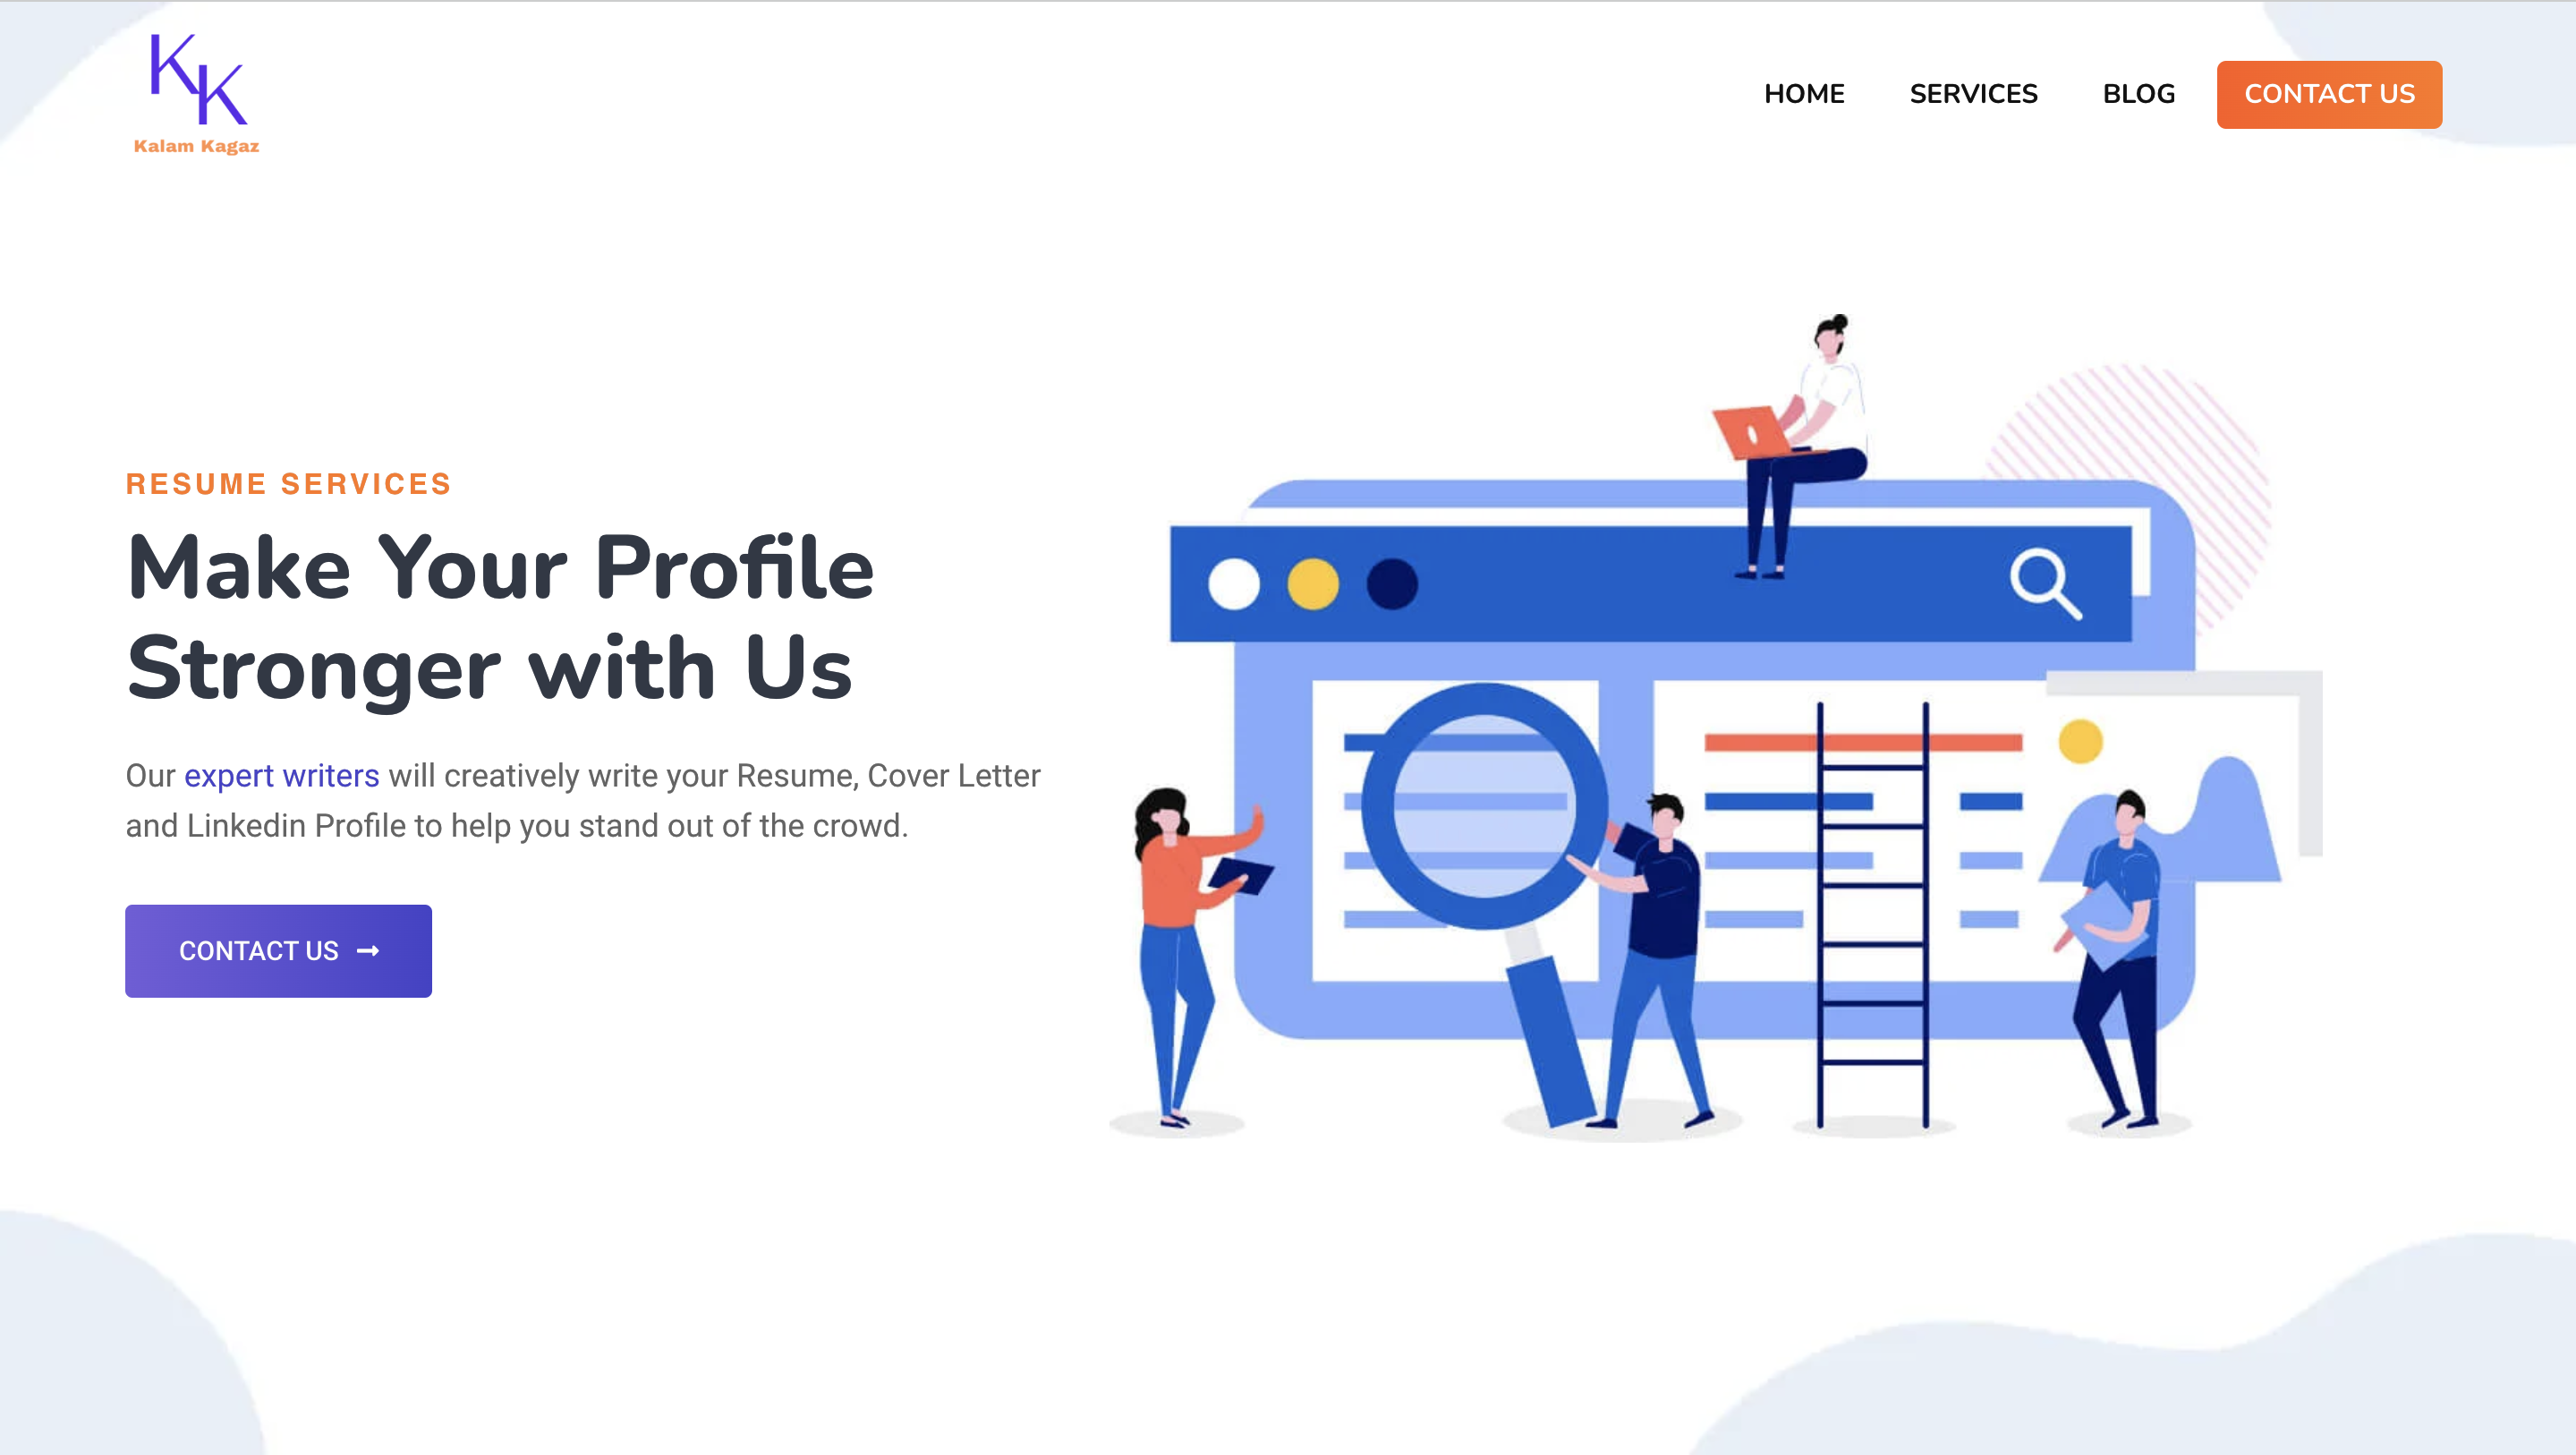 KK
Kalam Kagaz
HOME SERVICES BLOG CONTACT US
RESUME SERVICES
Make Your Profile
Stronger with Us
Our expert writers will creatively write your Resume, Cover Letter
and Linkedin Profile to help you stand out of the crowd.
CONTACT US →